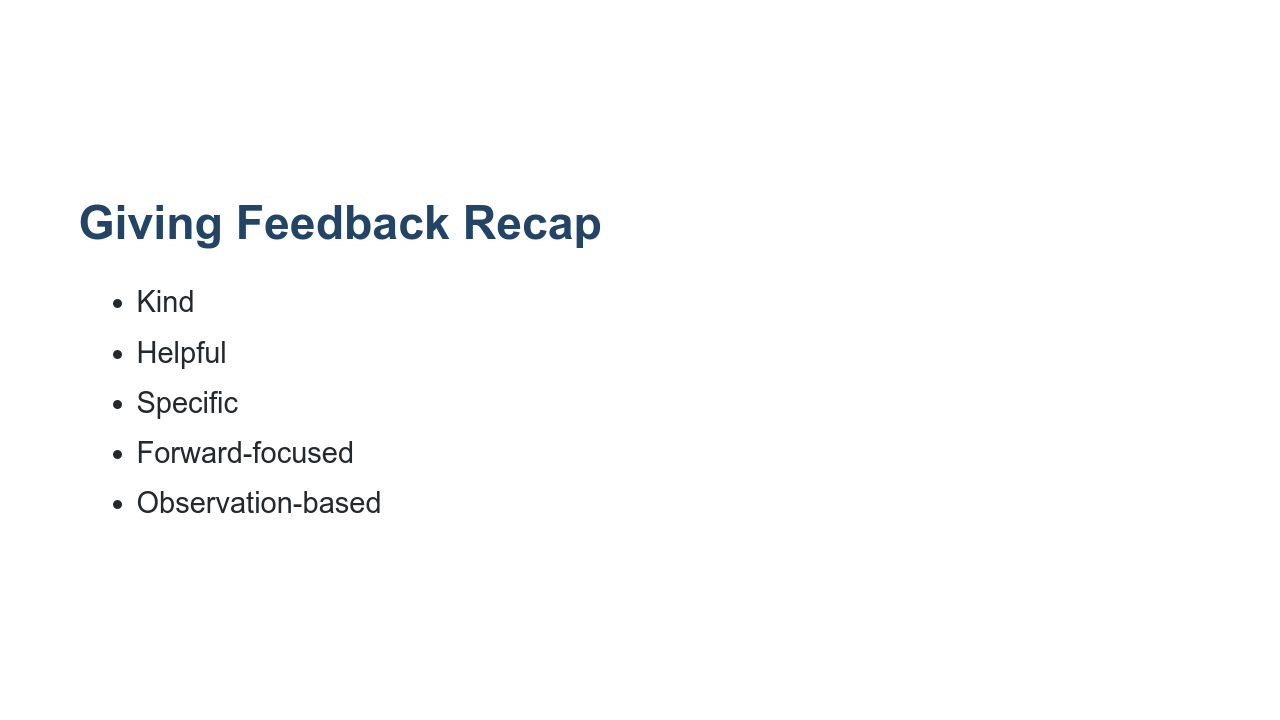 Giving Feedback Recap
• Kind
• Helpful
• Specific
• Forward-focused
• Observation-based